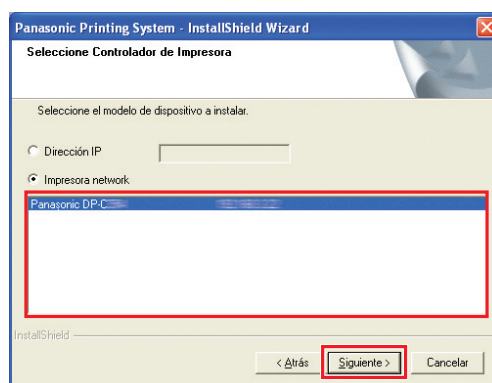 Panasonic Printing System - InstallShield Wizard
Seleccione Controlador de Impresora
Seleccione el modelo de dispositivo a instalar.
Dirección IP
Impresora network
Panasonic
InstallShield
< Atrás Siguiente > Cancelar